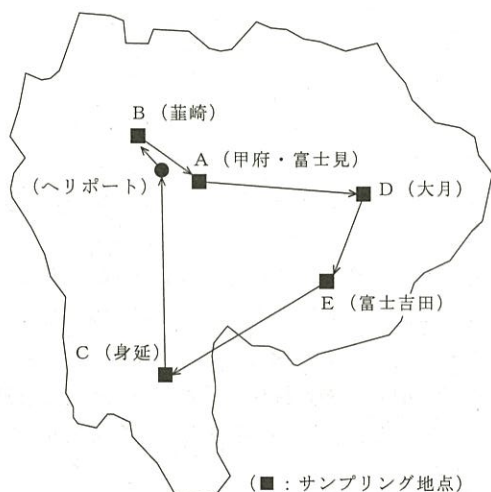 B（韮崎）
A（甲府・富士見）
（ヘリポート）
D（大月）
E（富士吉田）
C（身延）
（■：サンプリング地点）